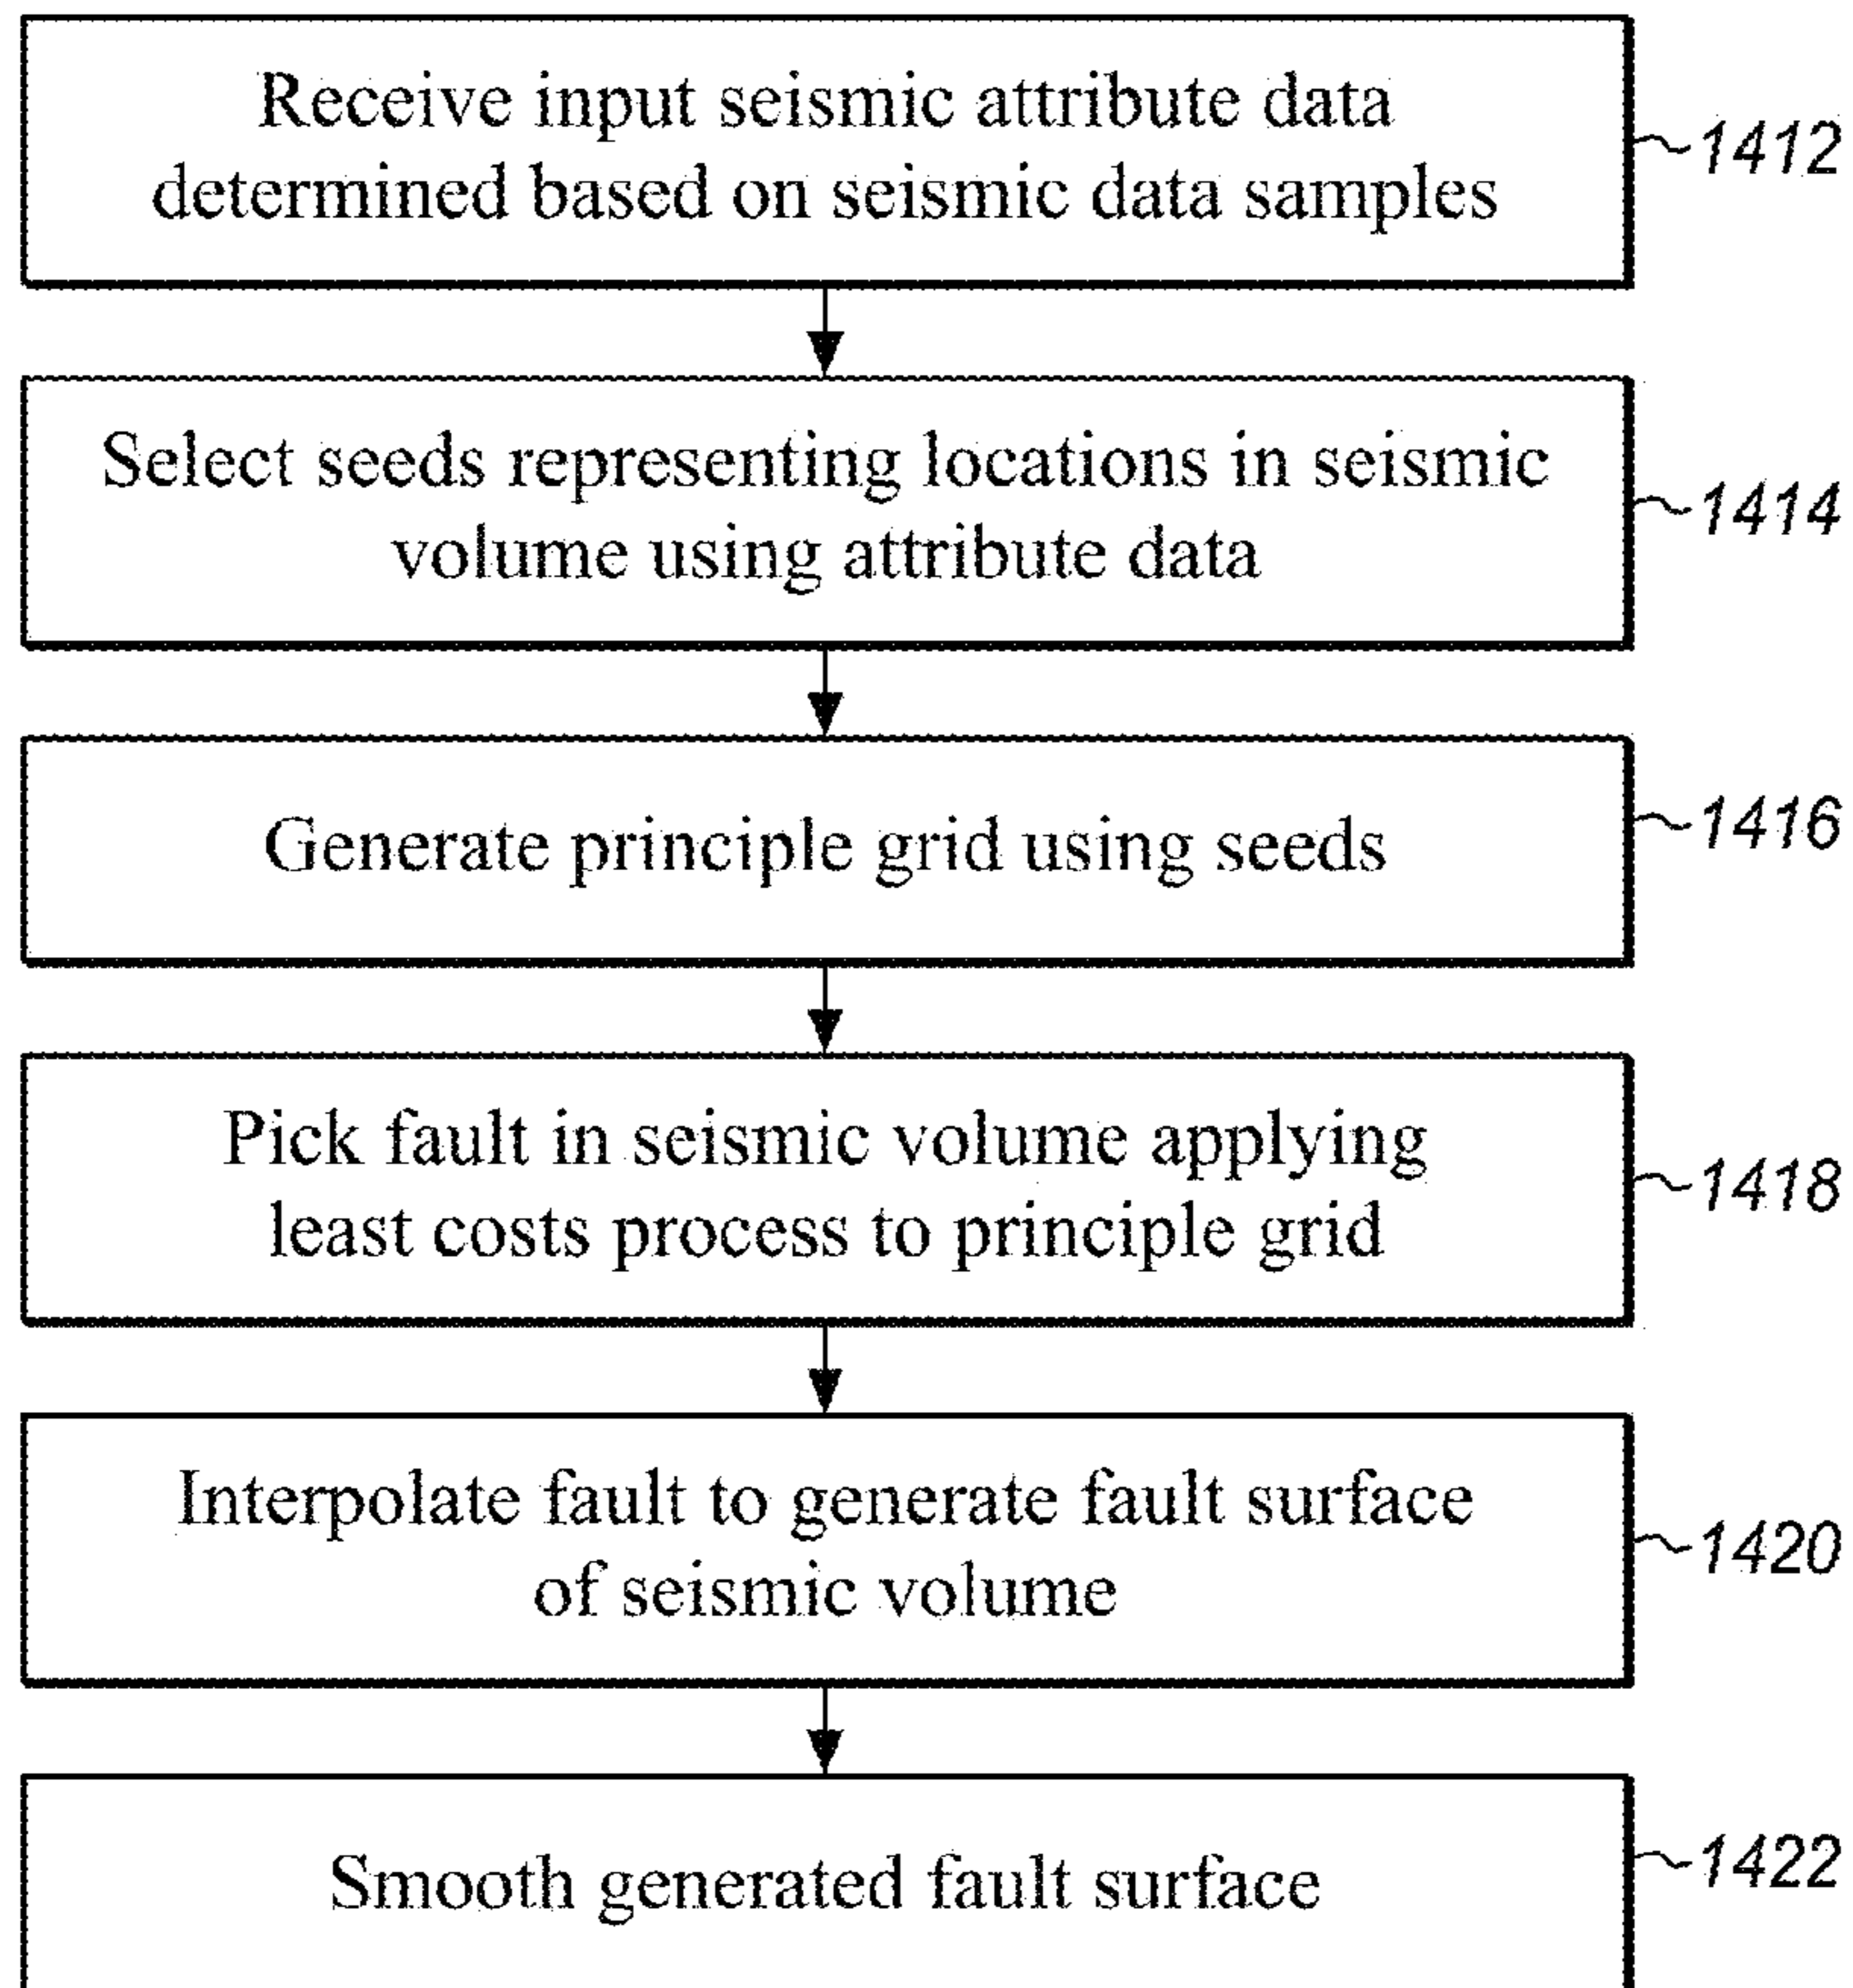 Receive input seismic attribute data
determined based on seismic data samples
1412
Select seeds representing locations in seismic
volume using attribute data
1414
Generate principle grid using seeds
1416
Pick fault in seismic volume applying
least costs process to principle grid
1418
Interpolate fault to generate fault surface
of seismic volume
1420
Smooth generated fault surface
1422